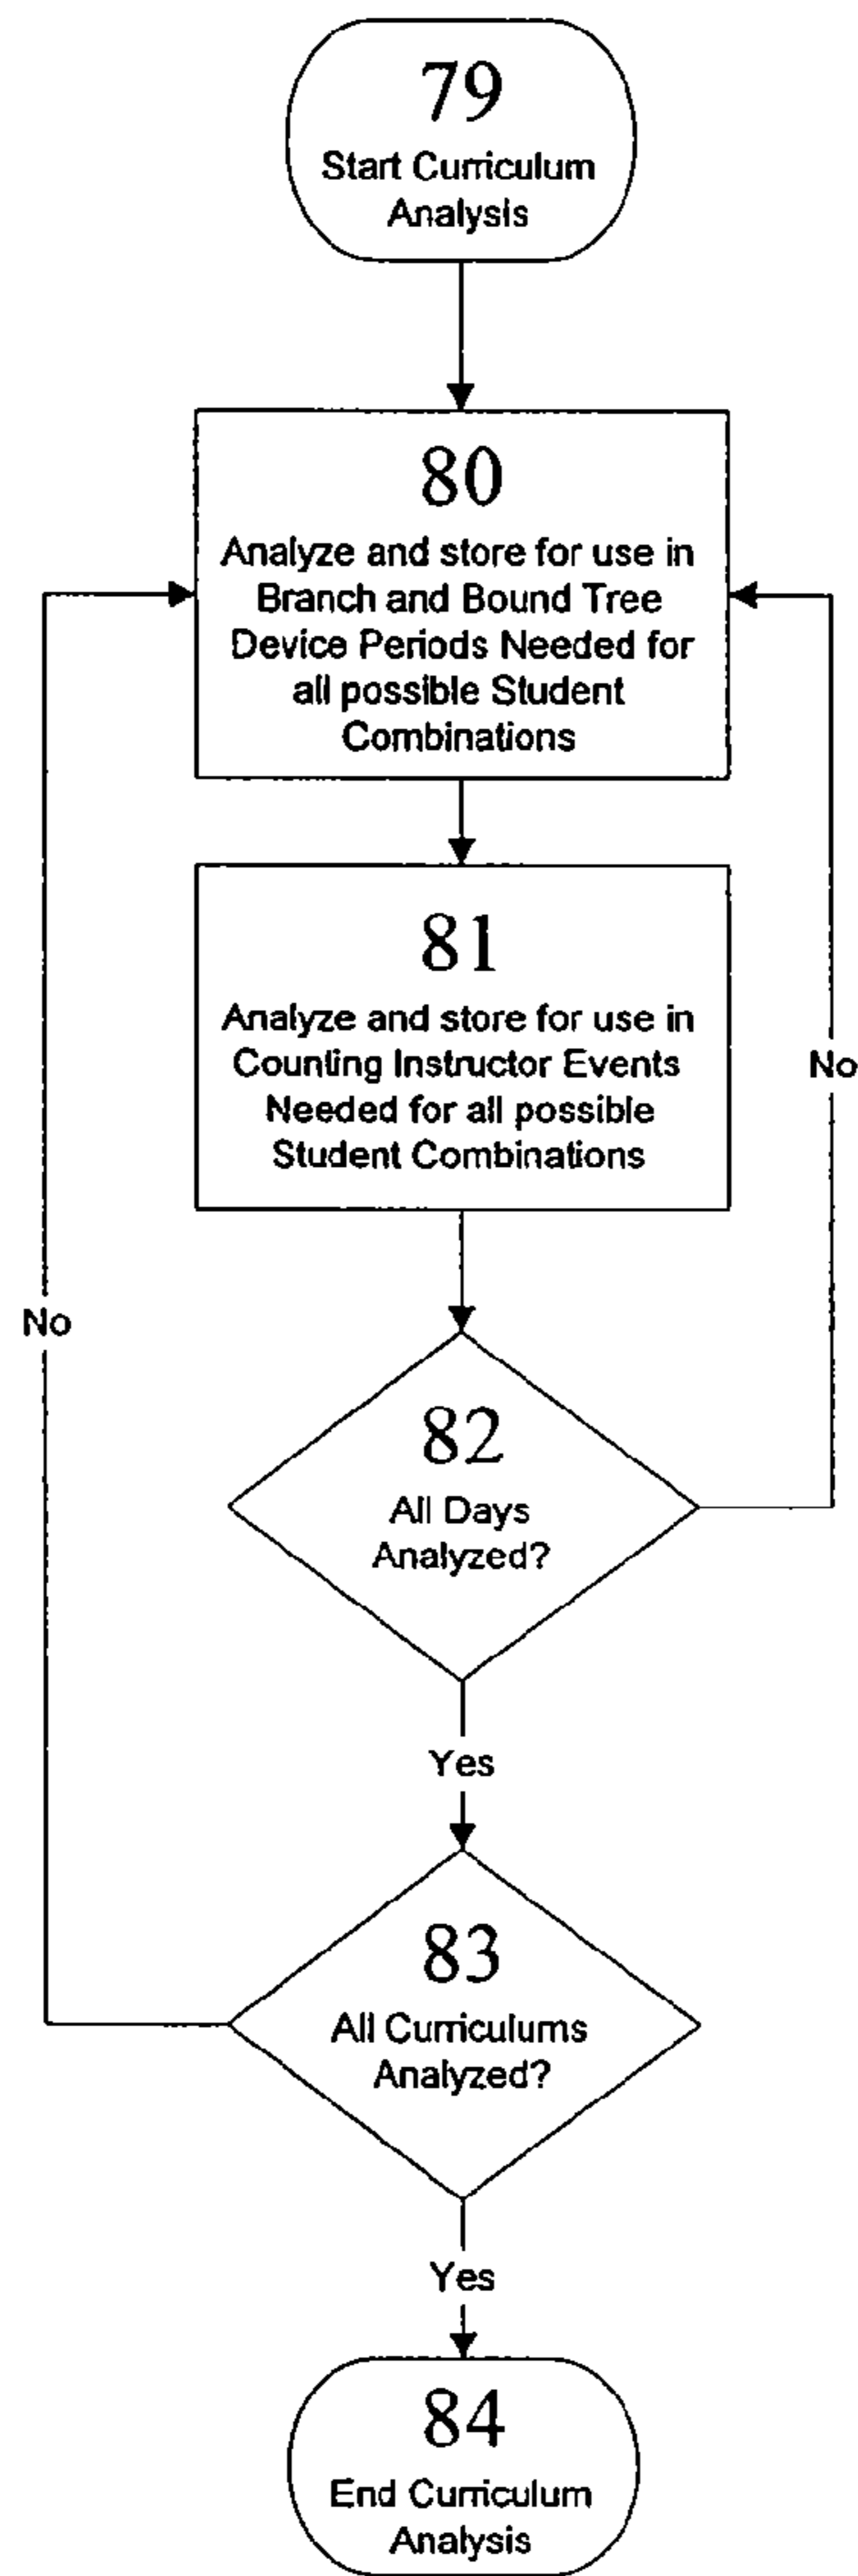 79
Start Curriculum
Analysis
80
Analyze and store for use in
Branch and Bound Tree
Device Periods Needed for
all possible Student
Combinations
81
Analyze and store for use in
Counting Instructor Events
Needed for all possible
Student Combinations
No
No
82
All Days
Analyzed?
Yes
83
All Curriculums
Analyzed?
Yes
84
End Curriculum
Analysis